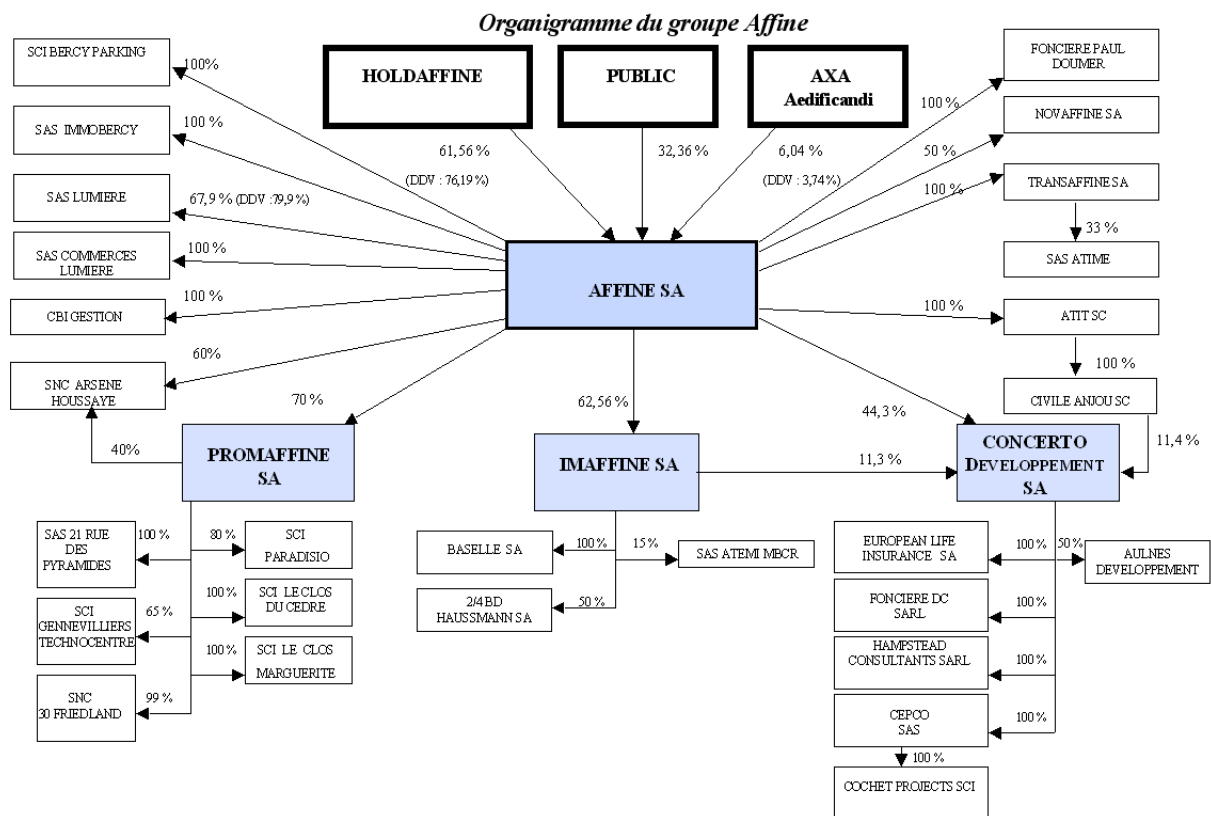 Organigramme du groupe Affine
SCI BERCY PARKING
100%
HOLDAFFINE
PUBLIC
AXA
Aedificandi
FONCIERE PAUL
DOUMER
100%
SAS IMMOBERCY
100 %
61,56 %
(DDV : 76,19 %)
32,36 %
6,04 %
(DDV : 3,74%)
50 %
NOVAFFINE SA
SAS LUMIERE
67,9 % (DDV :79,9%)
100 %
TRANSAFFINE SA
33 %
SAS COMMERCES
LUMIERE
100 %
SAS ATIME
AFFINE SA
CBI GESTION
100 %
100 %
ATIT SC
100 %
SNC ARSENE
HOUSSAYE
60%
CIVILE ANJOU SC
70 %
62,56 %
44,3 %
11,4 %
40%
PROMAFFINE
SA
IMAFFINE SA
11,3 %
CONCERTO
DEVELOPPEMENT
SA
SAS 21 RUE
DES
PYRAMIDES
100%
80 %
SCI
PARADISIO
BASELLE SA
100%
15%
SAS ATEMI MBCR
EUROPEAN LIFE
INSURANCE SA
100%
50 %
AULNES
DEVELOPPEMENT
SCI
GENNEVILLIERS
TECHNOCENTRE
65 %
100%
SCI LE CLOS
DU CEDRE
2/4 BD
HAUSSMANN SA
50 %
FONCIERE DC
SARL
100%
100%
SCI LE CLOS
MARGUERITE
HAMPSTEAD
CONSULTANTS SARL
100%
SNC
30 FRIEDLAND
99 %
CEPCO
SAS
100%
100 %
COCHET PROJECTS SCI